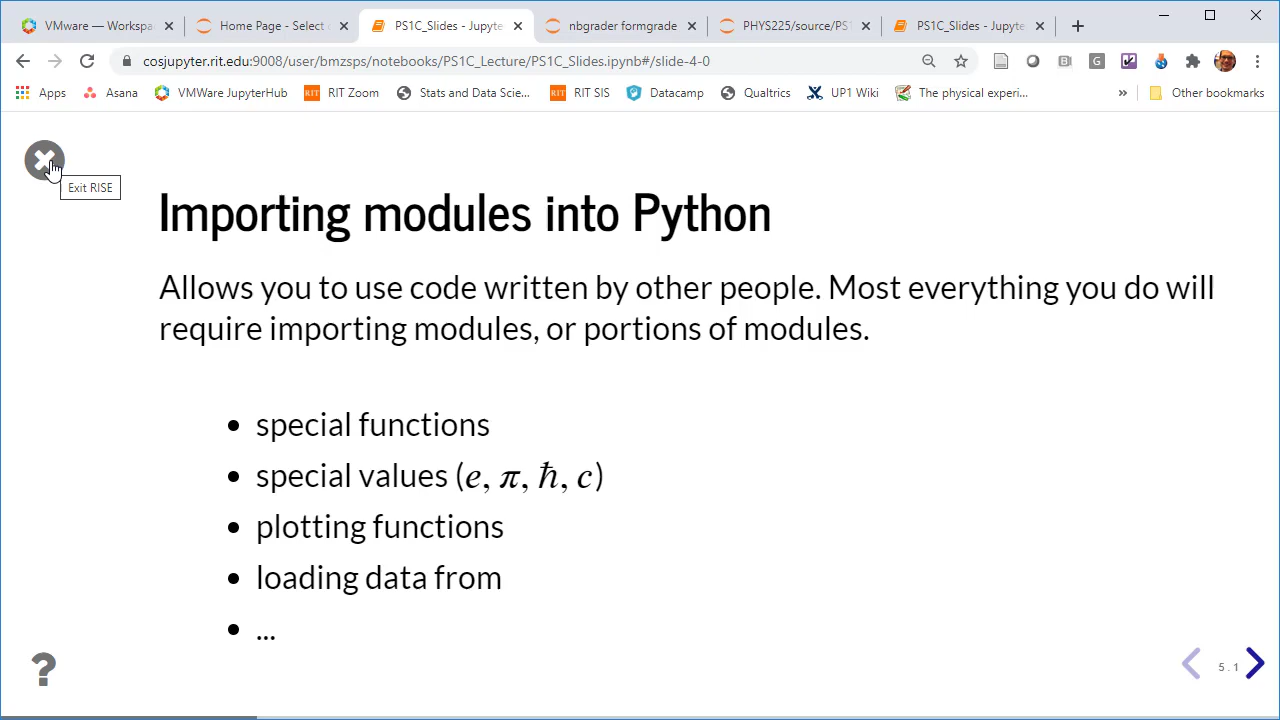 VMware — Workspa
Home Page - Select o
PS1C_Slides - Jupyte
nbgrader formgrade
PHYS225/source/PS1
PS1C_Slides - Jupyte
cosjupyter.rit.edu:9008/user/bmzsps/notebooks/PS1C_Lecture/PS1C_Slides.ipynb#/slide-4-0
Apps
Asana
VMWare JupyterHub
RIT RIT Zoom
Stats and Data Scie...
RIT RIT SIS
Datacamp
Qualtrics
UP1 Wiki
The physical experi...
»
Other bookmarks
Exit RISE
Importing modules into Python
Allows you to use code written by other people. Most everything you do will
require importing modules, or portions of modules.
• special functions
• special values (e, π, ħ, c)
• plotting functions
• loading data from
• ...
?
5.1